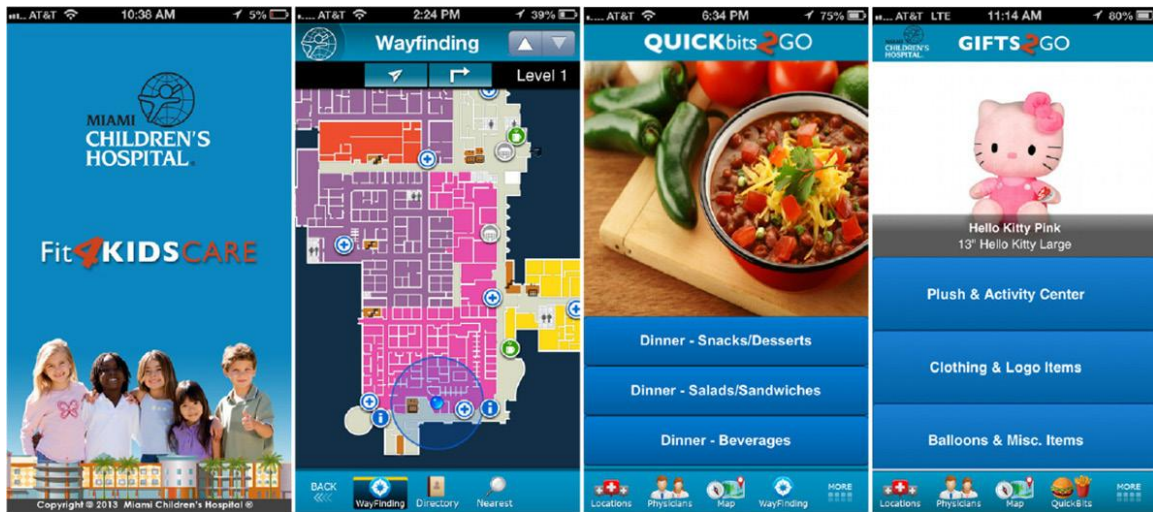 AT&T 10:38 AM 5%
MIAMI
CHILDREN'S
HOSPITAL
Fit4KIDSCARE
Copyright © 2013 Miami Children's Hospital ®
AT&T 2:24 PM 39%
Wayfinding
Level 1
BACK
WayFinding
Directory
Nearest
AT&T 6:34 PM 75%
QUICKbits2GO
Dinner - Snacks/Desserts
Dinner - Salads/Sandwiches
Dinner - Beverages
Locations
Physicians
Map
WayFinding
MORE
AT&T LTE 11:14 AM 80%
MIAMI
CHILDREN'S
HOSPITAL
GIFTS2GO
Hello Kitty Pink
13" Hello Kitty Large
Plush & Activity Center
Clothing & Logo Items
Balloons & Misc. Items
Locations
Physicians
Map
QuickBits
MORE